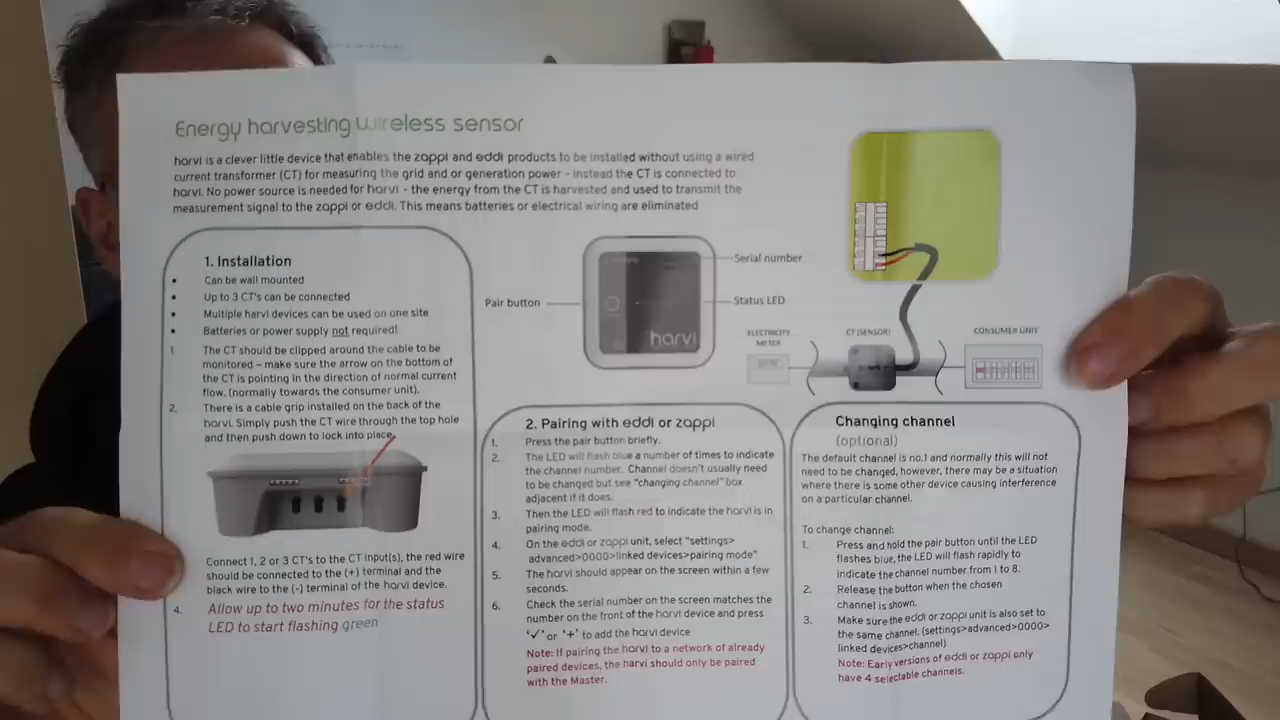 Energy harvesting wireless sensor
harvi is a clever little device that enables the zappi and eddi products to be installed without using a wired
current transformer (CT) for measuring the grid and or generation power - instead the CT is connected to
harvi. No power source is needed for harvi - the energy from the CT is harvested and used to transmit the
measurement signal to the zappi or eddi. This means batteries or electrical wiring are eliminated
1. Installation
• Can be wall mounted
• Up to 3 CT's can be connected
• Multiple harvi devices can be used on one site
• Batteries or power supply not required!
1. The CT should be clipped around the cable to be
monitored – make sure the arrow on the bottom of
the CT is pointing in the direction of normal current
flow. (normally towards the consumer unit).
2. There is a cable grip installed on the back of the
harvi. Simply push the CT wire through the top hole
and then push down to lock into place.
Connect 1, 2 or 3 CT's to the CT input(s), the red wire
should be connected to the (+) terminal and the
black wire to the (-) terminal of the harvi device.
4. Allow up to two minutes for the status
LED to start flashing green
Pair button
Serial number
Status LED
harvi
ELECTRICITY
METER
CT (SENSOR)
CONSUMER UNIT
2. Pairing with eddi or zappi
1. Press the pair button briefly.
2. The LED will flash blue a number of times to indicate
the channel number. Channel doesn't usually need
to be changed but see "changing channel" box
adjacent if it does.
3. Then the LED will flash red to indicate the harvi is in
pairing mode.
4. On the eddi or zappi unit, select "settings>
advanced>0000>linked devices>pairing mode"
5. The harvi should appear on the screen within a few
seconds.
6. Check the serial number on the screen matches the
number on the front of the harvi device and press
'✓' or '+' to add the harvi device
Note: If pairing the harvi to a network of already
paired devices, the harvi should only be paired
with the Master.
Changing channel
(optional)
The default channel is no.1 and normally this will not
need to be changed, however, there may be a situation
where there is some other device causing interference
on a particular channel.
To change channel:
1. Press and hold the pair button until the LED
flashes blue, the LED will flash rapidly to
indicate the channel number from 1 to 8.
2. Release the button when the chosen
channel is shown.
3. Make sure the eddi or zappi unit is also set to
the same channel. (settings>advanced>0000>
linked devices>channel)
Note: Early versions of eddi or zappi only
have 4 selectable channels.